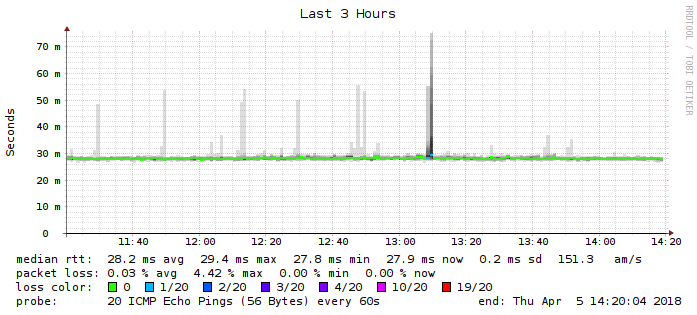 Last 3 Hours
RRDTOOL / TOBI OETIKER
Seconds
70 m
60 m
50 m
40 m
30 m
20 m
10 m
0
11:40 12:00 12:20 12:40 13:00 13:20 13:40 14:00 14:20
median rtt: 28.2 ms avg 29.4 ms max 27.8 ms min 27.9 ms now 0.2 ms sd 151.3 am/s
packet loss: 0.03 % avg 4.42 % max 0.00 % min 0.00 % now
loss color: 0 1/20 2/20 3/20 4/20 10/20 19/20
probe: 20 ICMP Echo Pings (56 Bytes) every 60s end: Thu Apr 5 14:20:04 2018